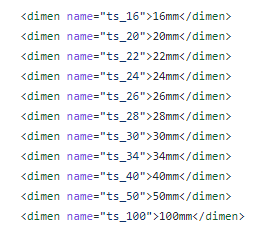 <dimen name="ts_16">16mm</dimen>
<dimen name="ts_20">20mm</dimen>
<dimen name="ts_22">22mm</dimen>
<dimen name="ts_24">24mm</dimen>
<dimen name="ts_26">26mm</dimen>
<dimen name="ts_28">28mm</dimen>
<dimen name="ts_30">30mm</dimen>
<dimen name="ts_34">34mm</dimen>
<dimen name="ts_40">40mm</dimen>
<dimen name="ts_50">50mm</dimen>
<dimen name="ts_100">100mm</dimen>